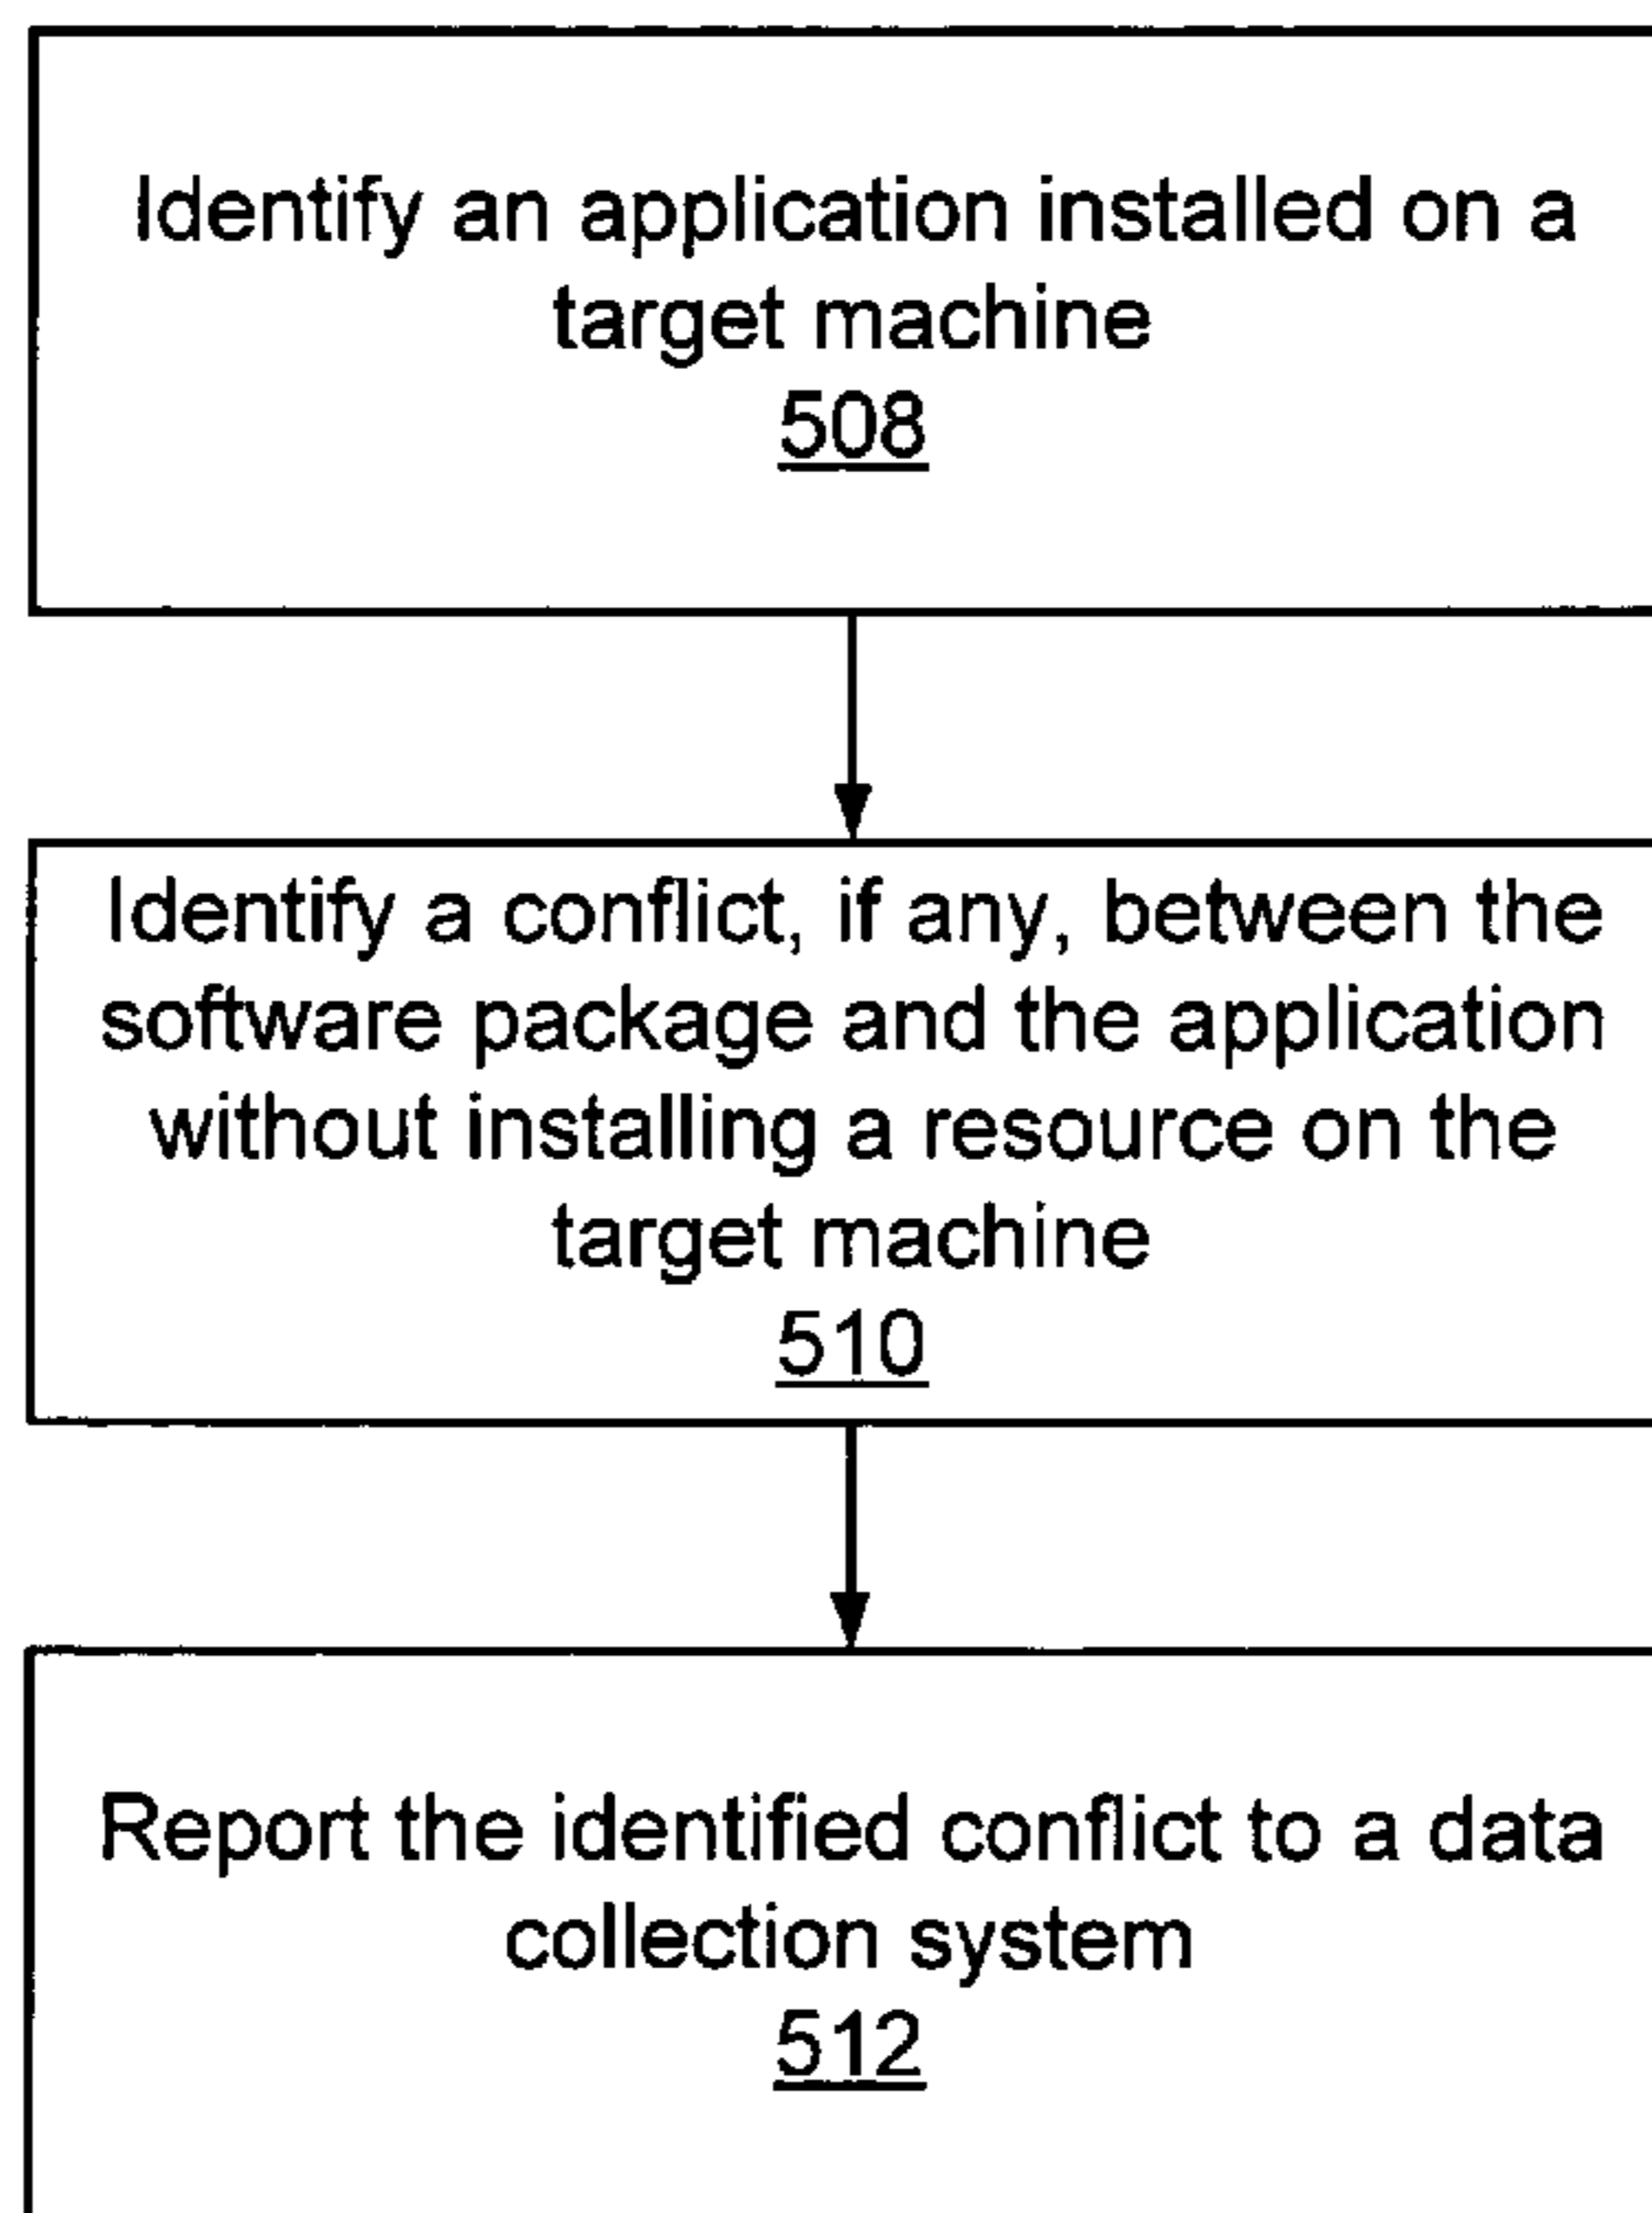 Identify an application installed on a
target machine
508
Identify a conflict, if any, between the
software package and the application
without installing a resource on the
target machine
510
Report the identified conflict to a data
collection system
512